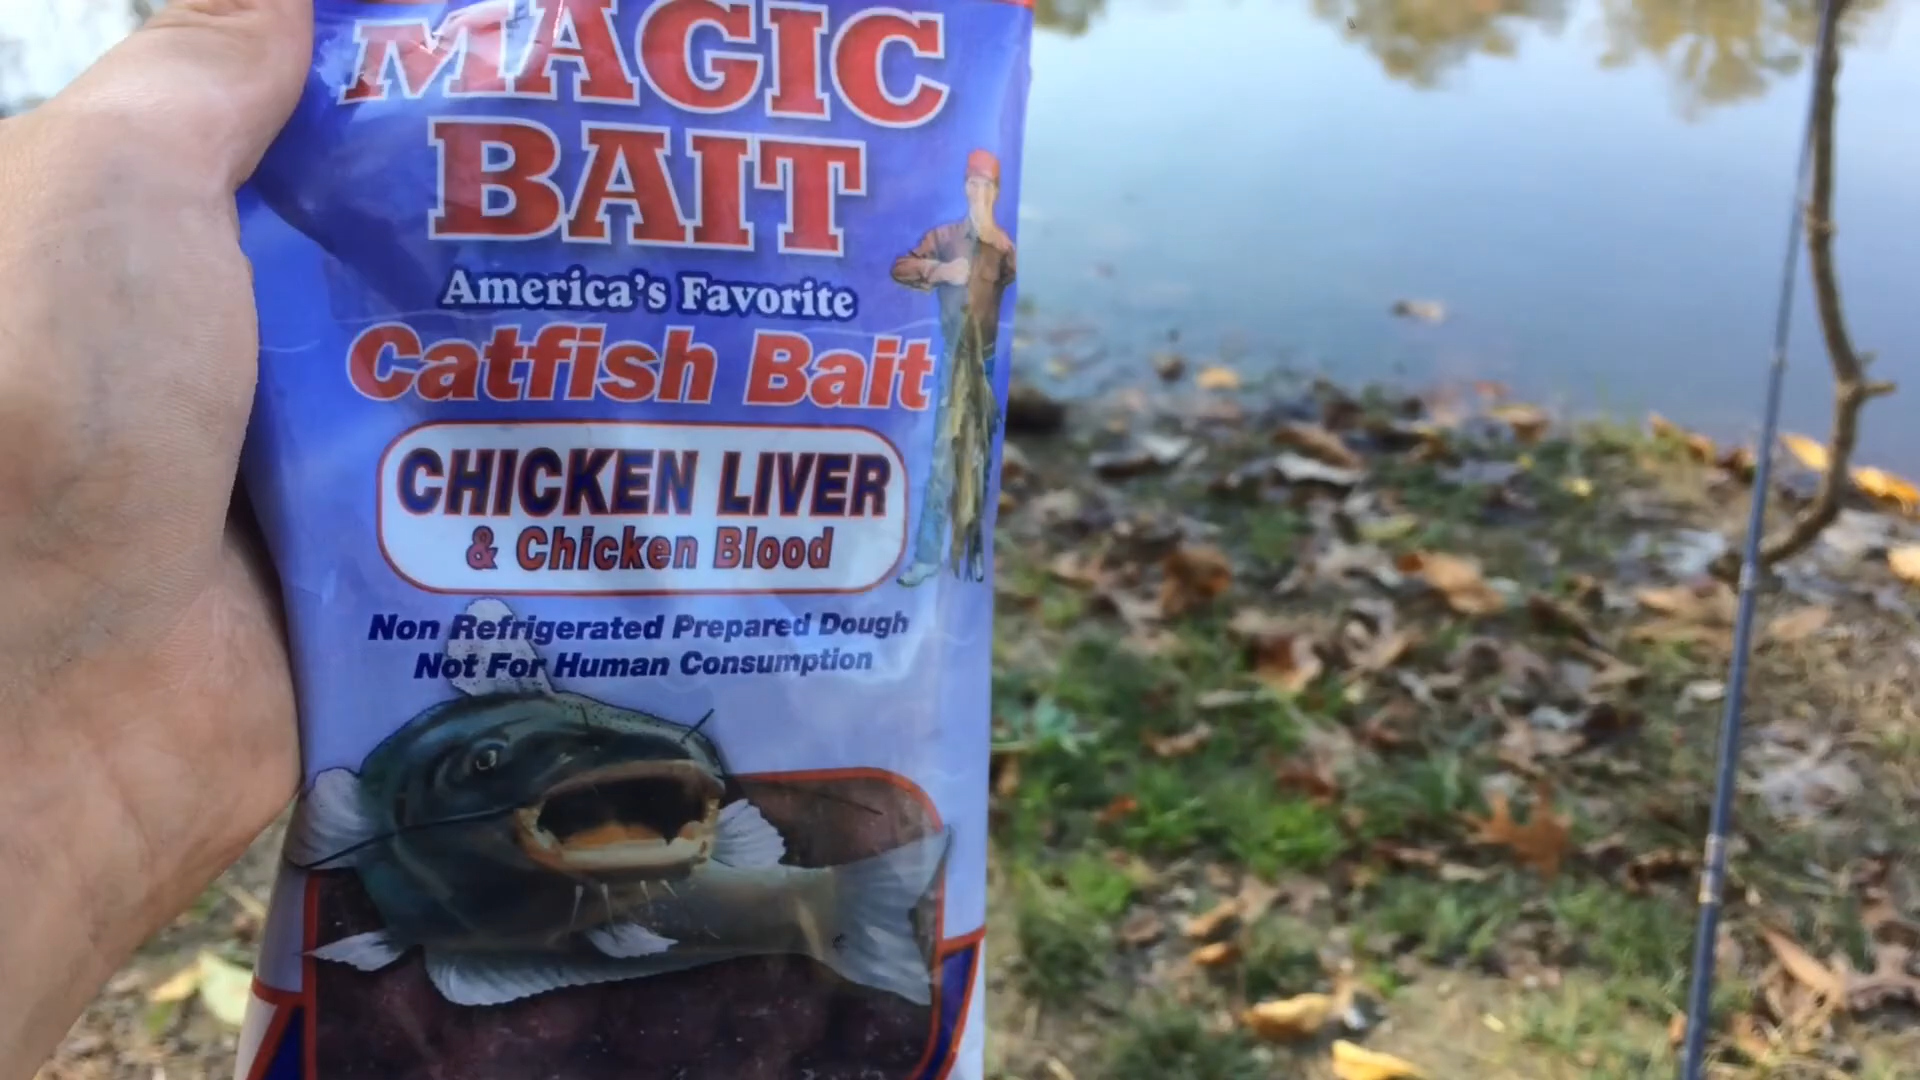 MAGIC
BAIT
America's Favorite
Catfish Bait
CHICKEN LIVER
& Chicken Blood
Non Refrigerated Prepared Dough
Not For Human Consumption